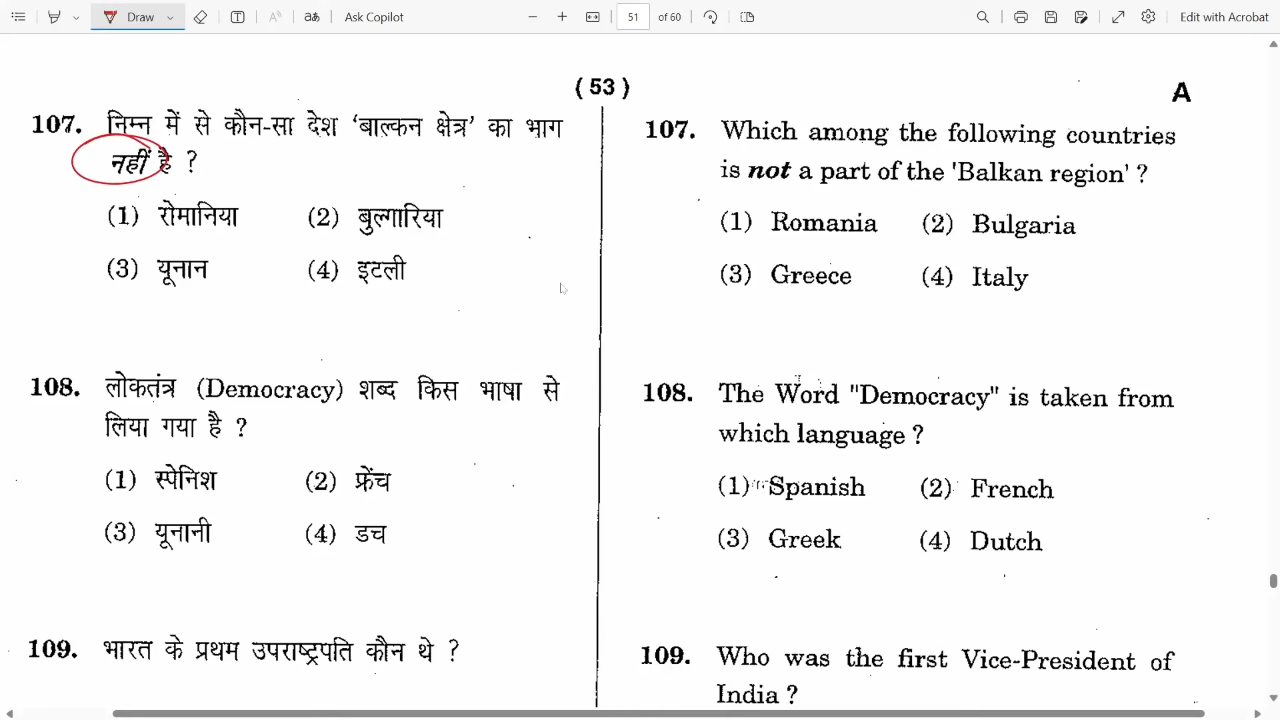 Draw
aあ
Ask Copilot
51 of 60
Edit with Acrobat
( 53 )
A
107. निम्न में से कौन-सा देश ‘बाल्कन क्षेत्र’ का भाग
नहीं है ?
(1) रोमानिया (2) बुल्गारिया
(3) यूनान (4) इटली
108. लोकतंत्र (Democracy) शब्द किस भाषा से
लिया गया है ?
(1) स्पेनिश (2) फ्रेंच
(3) यूनानी (4) डच
109. भारत के प्रथम उपराष्ट्रपति कौन थे ?
107. Which among the following countries
is not a part of the 'Balkan region' ?
(1) Romania (2) Bulgaria
(3) Greece (4) Italy
108. The Word "Democracy" is taken from
which language ?
(1) Spanish (2) French
(3) Greek (4) Dutch
109. Who was the first Vice-President of
India ?